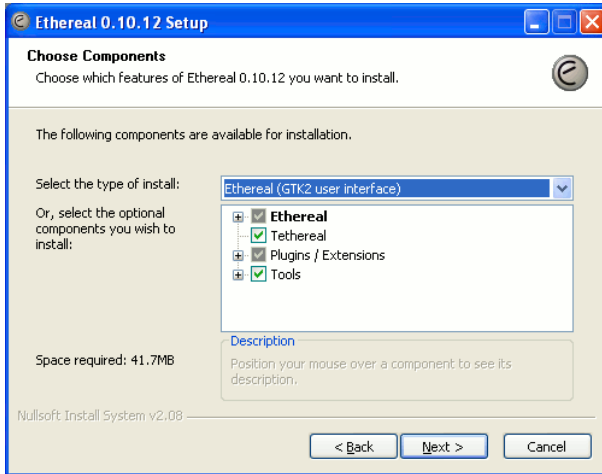 Ethereal 0.10.12 Setup
Choose Components
Choose which features of Ethereal 0.10.12 you want to install.
The following components are available for installation.
Select the type of install:
Ethereal (GTK2 user interface)
Or, select the optional
components you wish to
install:
Ethereal
Tethereal
Plugins / Extensions
Tools
Space required: 41.7MB
Description
Position your mouse over a component to see its
description.
Nullsoft Install System v2.08
< Back
Next >
Cancel